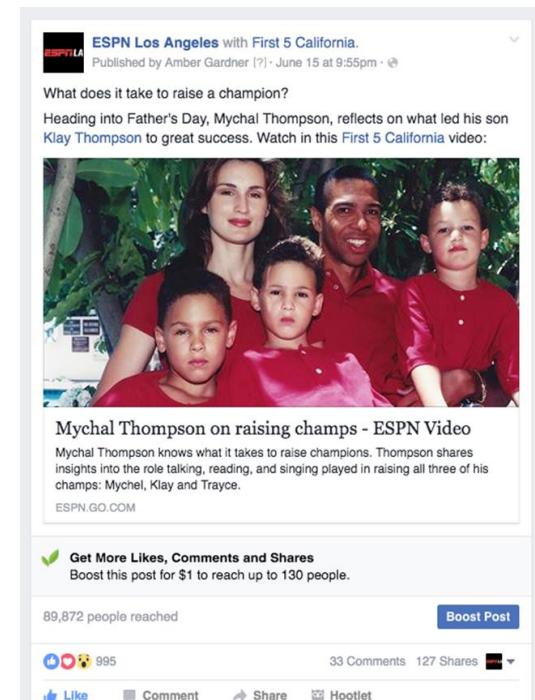 ESPN Los Angeles with First 5 California.
Published by Amber Gardner [?] · June 15 at 9:55pm ·
What does it take to raise a champion?
Heading into Father's Day, Mychal Thompson, reflects on what led his son
Klay Thompson to great success. Watch in this First 5 California video:
Mychal Thompson on raising champs - ESPN Video
Mychal Thompson knows what it takes to raise champions. Thompson shares
insights into the role talking, reading, and singing played in raising all three of his
champs: Mychel, Klay and Trayce.
ESPN.GO.COM
Get More Likes, Comments and Shares
Boost this post for $1 to reach up to 130 people.
89,872 people reached
Boost Post
995
33 Comments 127 Shares
Like Comment Share Hootlet